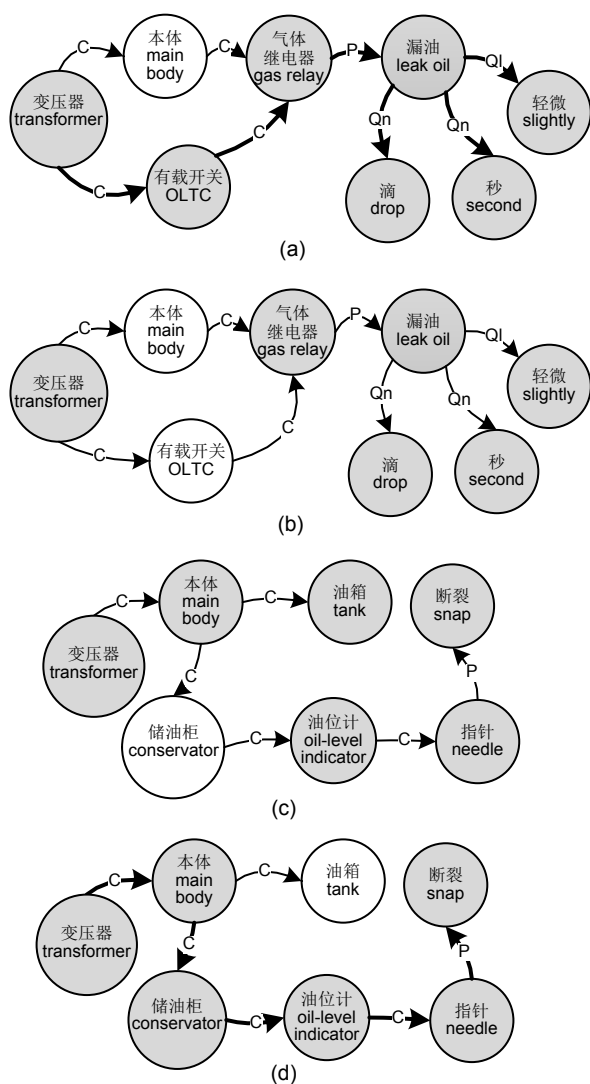 C
本体
main
body
C
气体
继电器
gas relay
P
漏油
leak oil
Ql
轻微
slightly
变压器
transformer
C
有载开关
OLTC
C
Qn
滴
drop
Qn
秒
second
(a)
C
本体
main
body
C
气体
继电器
gas relay
P
漏油
leak oil
Ql
轻微
slightly
变压器
transformer
C
有载开关
OLTC
C
Qn
滴
drop
Qn
秒
second
(b)
C
本体
main
body
C
油箱
tank
断裂
snap
变压器
transformer
C
P
储油柜
conservator
C
油位计
oil-level
indicator
C
指针
needle
(c)
C
本体
main
body
C
油箱
tank
断裂
snap
变压器
transformer
C
P
储油柜
conservator
C
油位计
oil-level
indicator
C
指针
needle
(d)